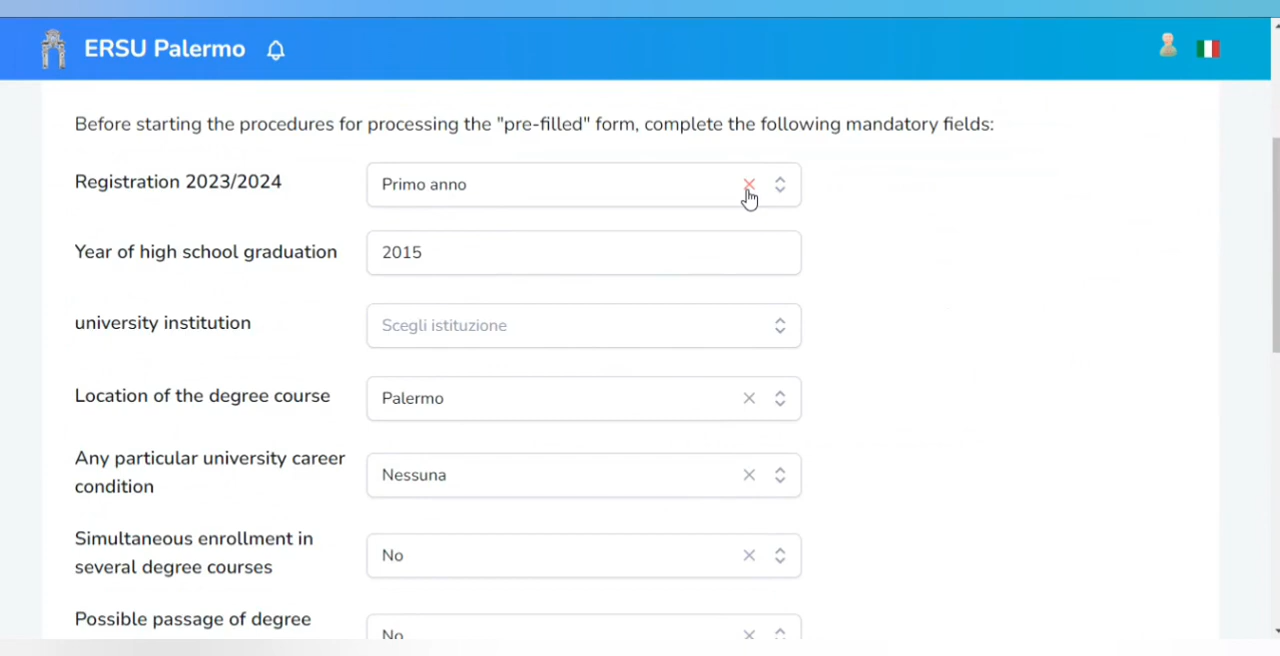 ERSU Palermo
Before starting the procedures for processing the "pre-filled" form, complete the following mandatory fields:
Registration 2023/2024
Primo anno
Year of high school graduation
2015
university institution
Scegli istituzione
Location of the degree course
Palermo
Any particular university career
condition
Nessuna
Simultaneous enrollment in
several degree courses
No
Possible passage of degree
No